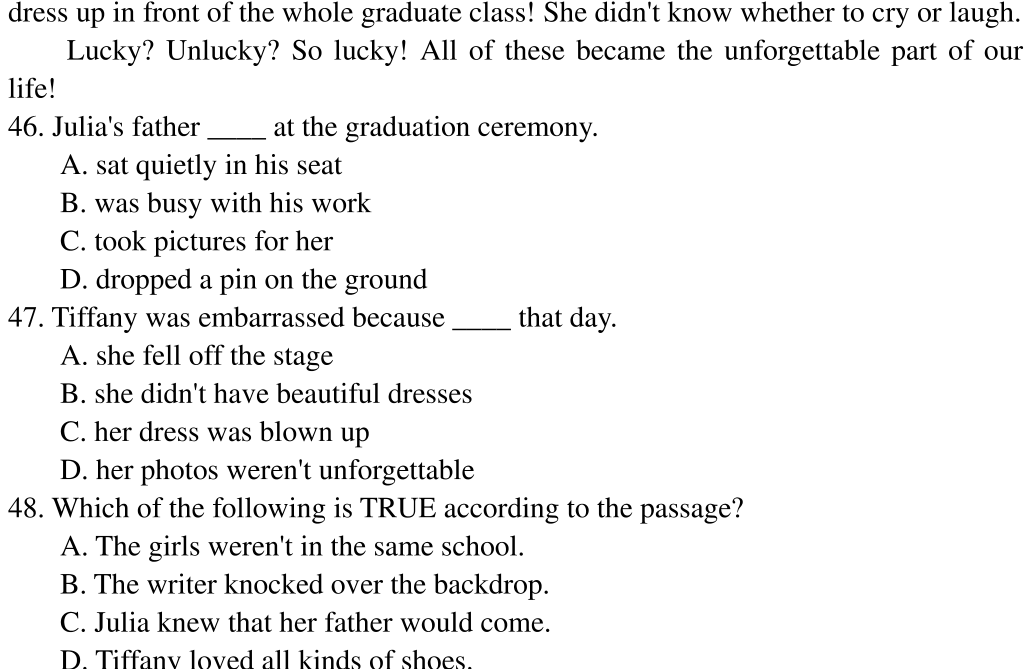 dress up in front of the whole graduate class! She didn't know whether to cry or laugh.
Lucky? Unlucky? So lucky! All of these became the unforgettable part of our
life!
46. Julia's father ____ at the graduation ceremony.
A. sat quietly in his seat
B. was busy with his work
C. took pictures for her
D. dropped a pin on the ground
47. Tiffany was embarrassed because ____ that day.
A. she fell off the stage
B. she didn't have beautiful dresses
C. her dress was blown up
D. her photos weren't unforgettable
48. Which of the following is TRUE according to the passage?
A. The girls weren't in the same school.
B. The writer knocked over the backdrop.
C. Julia knew that her father would come.
D. Tiffany loved all kinds of shoes.